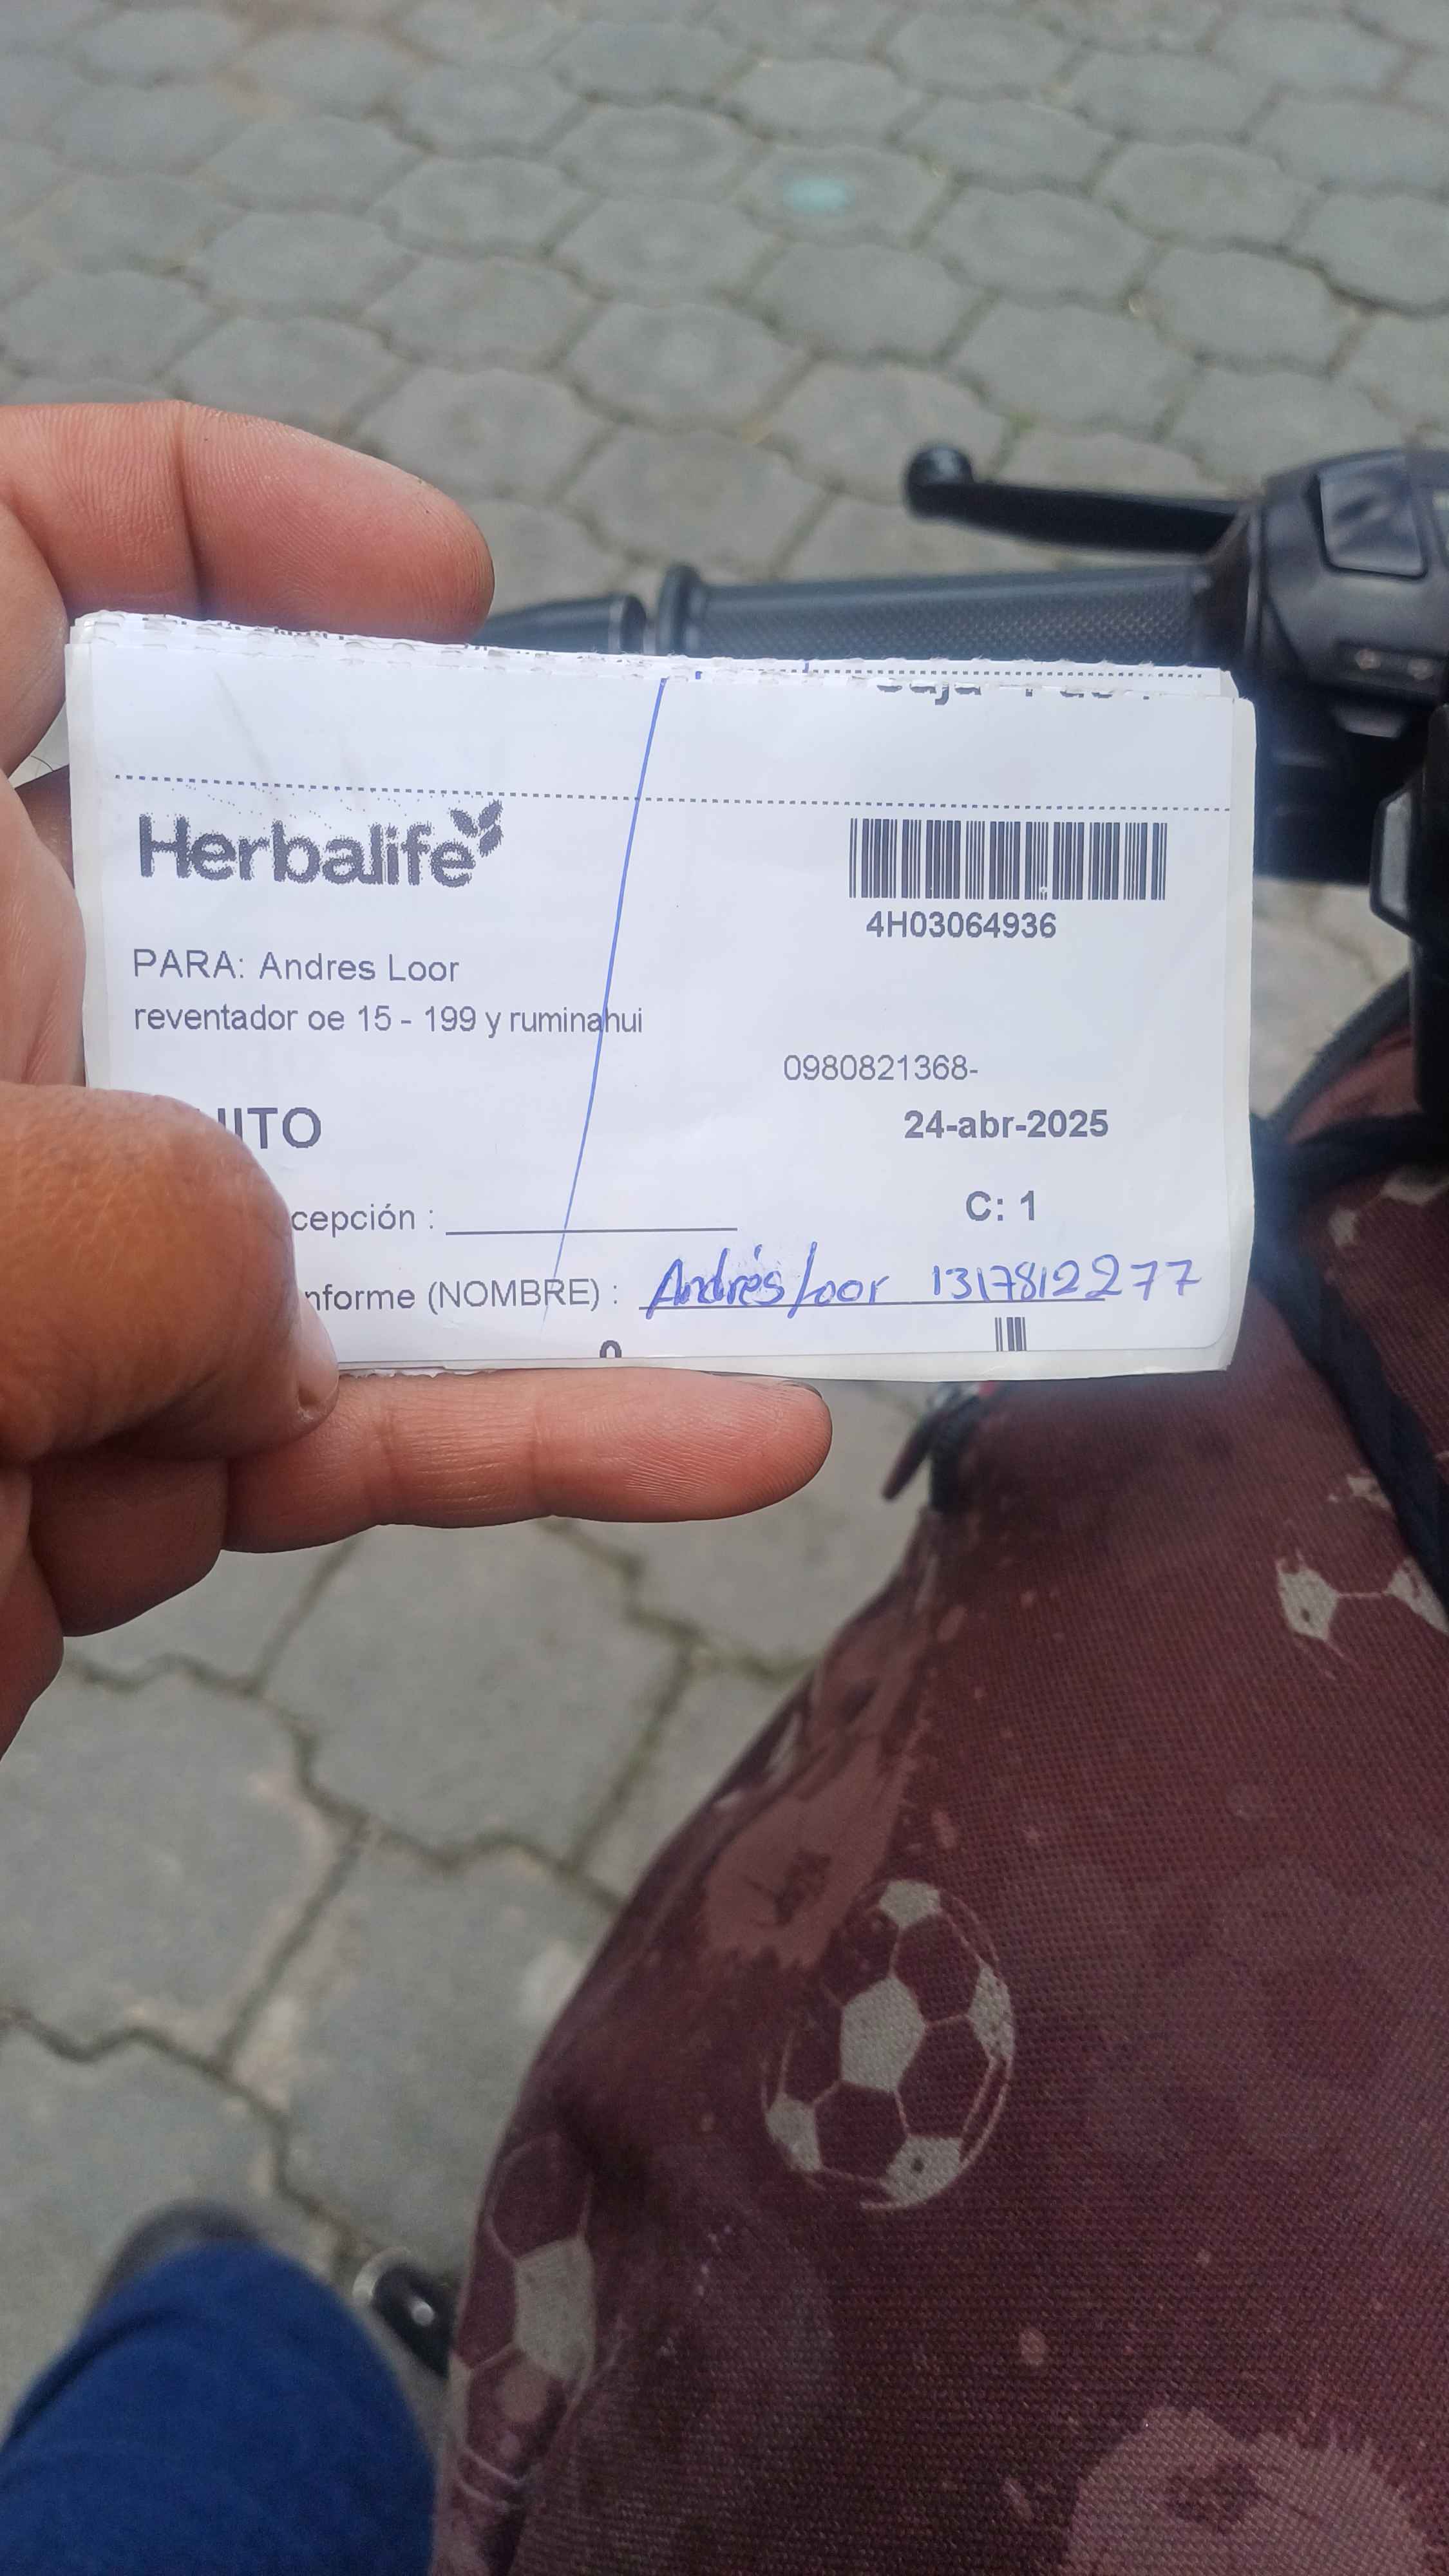 Herbalife
4H03064936
PARA: Andres Loor
reventador oe 15 - 199 y ruminahui
0980821368-
24-abr-2025
C: 1
cepción :
nforme (NOMBRE) : Andrés Loor 1317812277